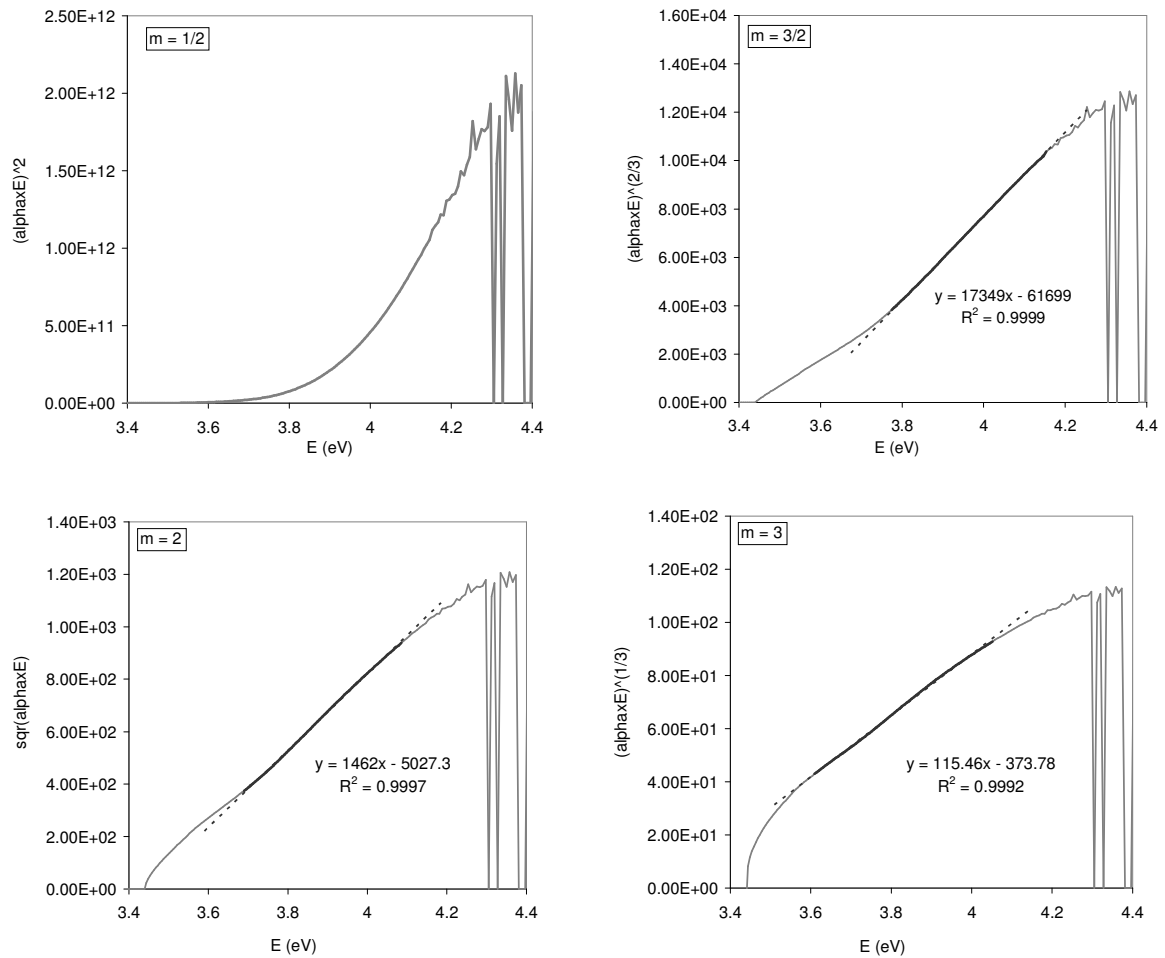 m = 1/2
2.50E+12
2.00E+12
1.50E+12
1.00E+12
5.00E+11
0.00E+00
(alphaxE)^2
3.4 3.6 3.8 4 4.2 4.4
E (eV)
m = 3/2
1.60E+04
1.40E+04
1.20E+04
1.00E+04
8.00E+03
6.00E+03
4.00E+03
2.00E+03
0.00E+00
(alphaxE)^(2/3)
y = 17349x - 61699
R² = 0.9999
3.4 3.6 3.8 4 4.2 4.4
E (eV)
m = 2
1.40E+03
1.20E+03
1.00E+03
8.00E+02
6.00E+02
4.00E+02
2.00E+02
0.00E+00
sqr(alphaxE)
y = 1462x - 5027.3
R² = 0.9997
3.4 3.6 3.8 4 4.2 4.4
E (eV)
m = 3
1.40E+02
1.20E+02
1.00E+02
8.00E+01
6.00E+01
4.00E+01
2.00E+01
0.00E+00
(alphaxE)^(1/3)
y = 115.46x - 373.78
R² = 0.9992
3.4 3.6 3.8 4 4.2 4.4
E (eV)